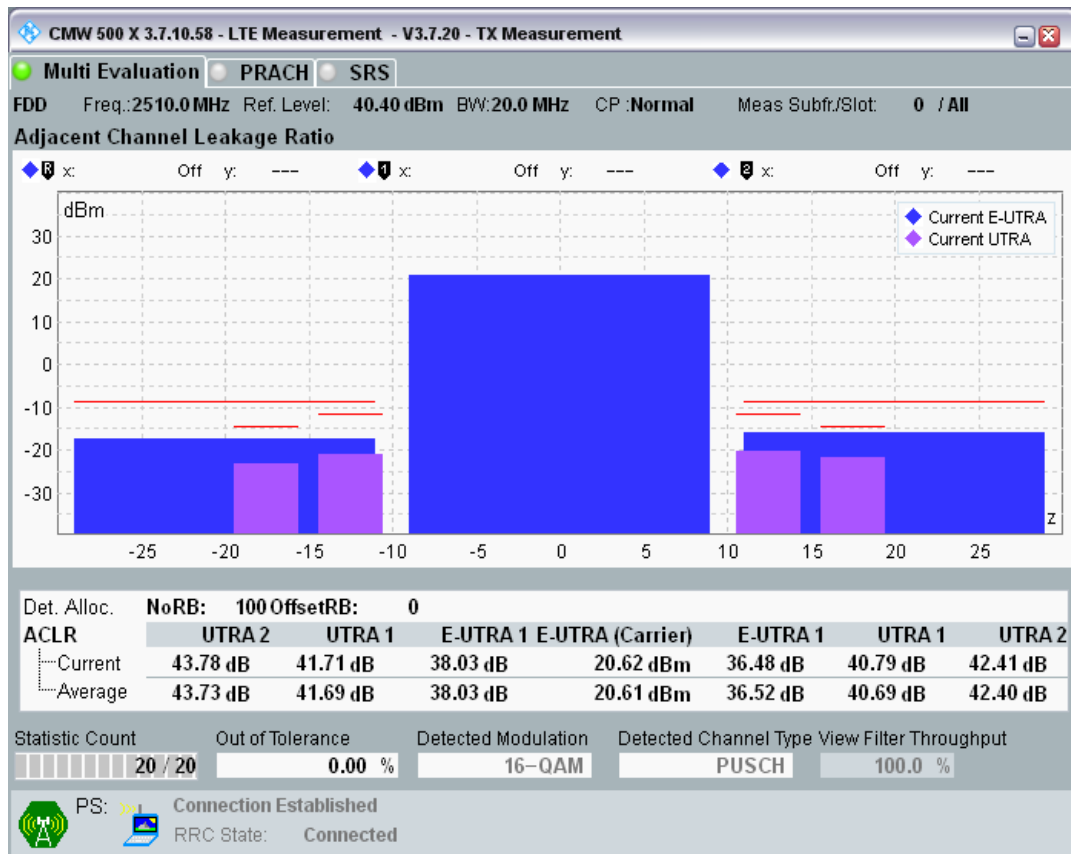 CMW 500 X 3.7.10.58 - LTE Measurement - V3.7.20 - TX Measurement
Multi Evaluation PRACH SRS
FDD Freq.:2510.0 MHz Ref. Level: 40.40 dBm BW:20.0 MHz CP :Normal Meas Subfr./Slot: 0 / All
Adjacent Channel Leakage Ratio
R x: Off y: --- 1 x: Off y: --- 2 x: Off y: ---
dBm
Current E-UTRA
Current UTRA
30
20
10
0
-10
-20
-30
z
-25 -20 -15 -10 -5 0 5 10 15 20 25
Det. Alloc. NoRB: 100 OffsetRB: 0
ACLR UTRA 2 UTRA 1 E-UTRA 1 E-UTRA (Carrier) E-UTRA 1 UTRA 1 UTRA 2
Current 43.78 dB 41.71 dB 38.03 dB 20.62 dBm 36.48 dB 40.79 dB 42.41 dB
Average 43.73 dB 41.69 dB 38.03 dB 20.61 dBm 36.52 dB 40.69 dB 42.40 dB
Statistic Count Out of Tolerance Detected Modulation Detected Channel Type View Filter Throughput
20 / 20 0.00 % 16-QAM PUSCH 100.0 %
PS: Connection Established
RRC State: Connected